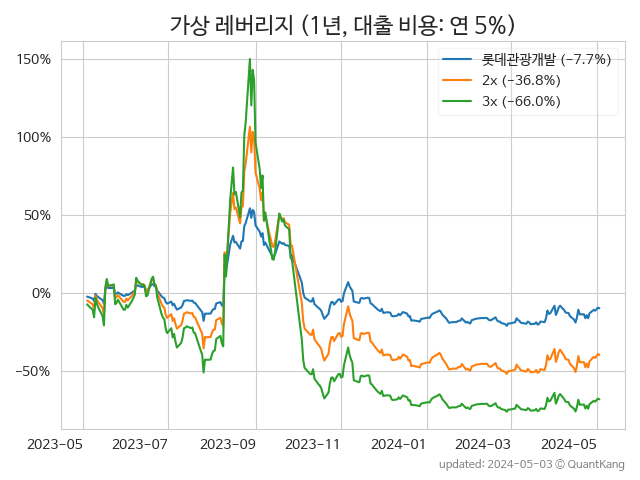 가상 레버리지 (1년, 대출 비용: 연 5%)
150%
100%
50%
0%
−50%
롯데관광개발 (−7.7%)
2x (−36.8%)
3x (−66.0%)
2023-05 2023-07 2023-09 2023-11 2024-01 2024-03 2024-05
updated: 2024-05-03 ⓒ QuantKang